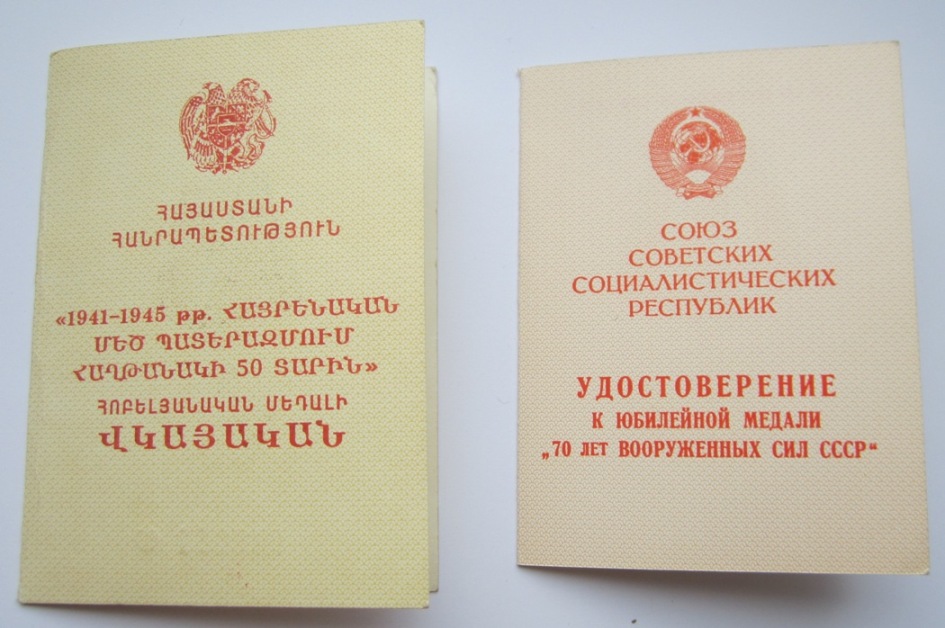 ՀԱՅԱՍՏԱՆԻ
ՀԱՆՐԱՊԵՏՈՒԹՅՈՒՆ
«1941–1945 թթ. ՀԱՅՐԵՆԱԿԱՆ
ՄԵԾ ՊԱՏԵՐԱԶՄՈՒՄ
ՀԱՂԹԱՆԱԿԻ 50 ՏԱՐԻՆ»
ՀՈԲԵԼՅԱՆԱԿԱՆ ՄԵԴԱԼԻ
ՎԿԱՅԱԿԱՆ
СОЮЗ
СОВЕТСКИХ
СОЦИАЛИСТИЧЕСКИХ
РЕСПУБЛИК
УДОСТОВЕРЕНИЕ
К ЮБИЛЕЙНОЙ МЕДАЛИ
„70 ЛЕТ ВООРУЖЕННЫХ СИЛ СССР“